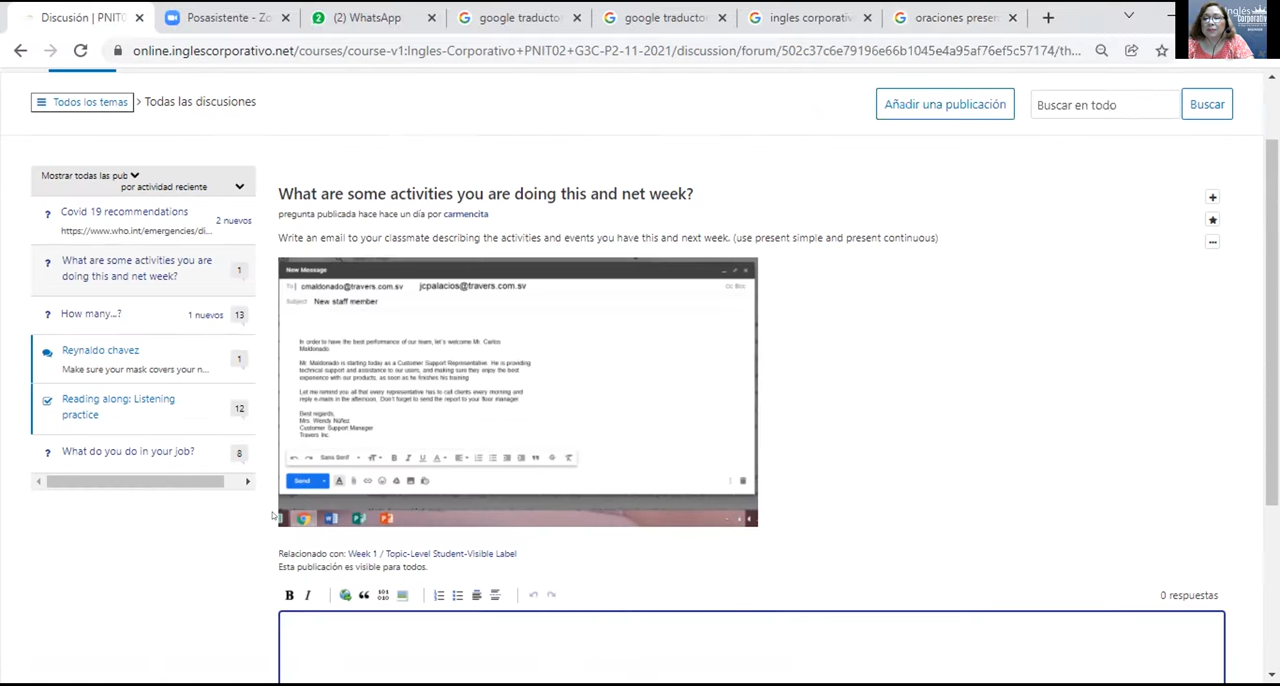 Discusión | PNIT0
Posasistente - Zo
(2) WhatsApp
google traductor
google traductor
ingles corporativ
oraciones presen
online.inglescorporativo.net/courses/course-v1:Ingles-Corporativo+PNIT02+G3C-P2-11-2021/discussion/forum/502c37c6e79196e66b1045e4a95af76ef5c57174/th...
Todos los temas > Todas las discusiones
Añadir una publicación
Buscar en todo
Buscar
Mostrar todas las pub
por actividad reciente
? Covid 19 recommendations
2 nuevos
https://www.who.int/emergencies/di...
? What are some activities you are doing this and net week?
1
? How many...?
1 nuevos
13
Reynaldo chavez
1
Make sure your mask covers your n...
Reading along: Listening practice
12
? What do you do in your job?
8
What are some activities you are doing this and net week?
pregunta publicada hace hace un día por carmencita
Write an email to your classmate describing the activities and events you have this and next week. (use present simple and present continuous)
New Message
To cmaldonado@travers.com.sv jcpalacios@travers.com.sv
Cc Bcc
Subject New staff member
In order to have the best performance of our team, let's welcome Mr. Carlos
Maldonado
Mr. Maldonado is starting today as a Customer Support Representative. He is providing
technical support and assistance to our users, and making sure they enjoy the best
experience with our products, as soon as he finishes his training
Let me remind you all that every representative has to call clients every morning and
reply e-mails in the afternoon. Don't forget to send the report to your floor manager
Best regards,
Mrs. Wendy Núñez
Customer Support Manager
Travers Inc.
Sans Serif
Send
Relacionado con: Week 1 / Topic-Level Student-Visible Label
Esta publicación es visible para todos.
0 respuestas